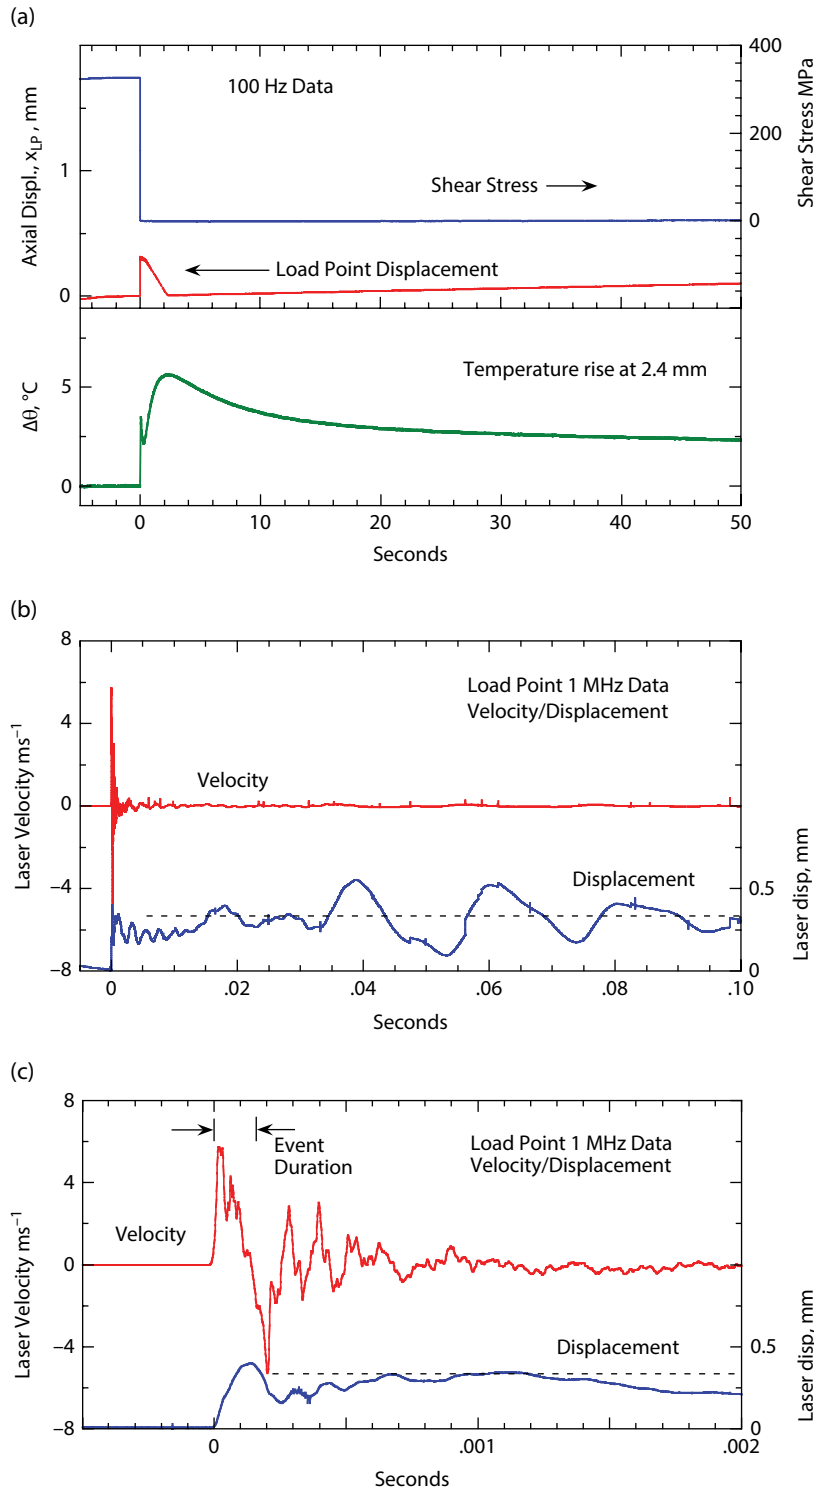 (a)
400
200
0
Shear Stress MPa
Axial Displ., xLP , mm
1
0
100 Hz Data
Shear Stress
Load Point Displacement
Temperature rise at 2.4 mm
Δθ, °C
5
0
0 10 20 30 40 50
Seconds
(b)
8
4
0
−4
−8
Laser Velocity ms⁻¹
Load Point 1 MHz Data
Velocity/Displacement
Velocity
Displacement
0.5
0
Laser disp, mm
0 .02 .04 .06 .08 .10
Seconds
(c)
8
4
0
−4
−8
Laser Velocity ms⁻¹
Event
Duration
Load Point 1 MHz Data
Velocity/Displacement
Velocity
Displacement
0.5
0
Laser disp, mm
0 .001 .002
Seconds